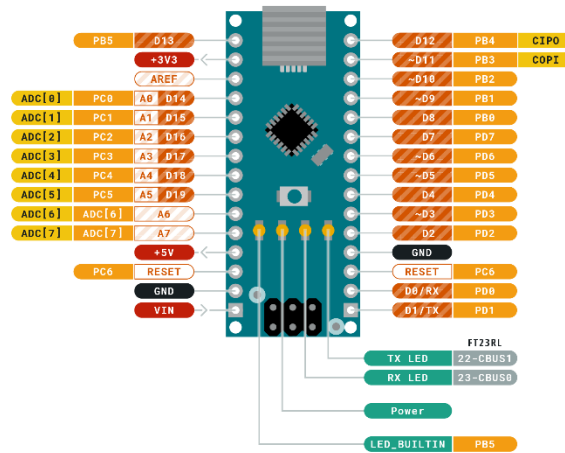 PB5 D13 D12 PB4 CIPO
+3V3 ~D11 PB3 COPI
AREF ~D10 PB2
ADC[0] PC0 A0 D14 ~D9 PB1
ADC[1] PC1 A1 D15 D8 PB0
ADC[2] PC2 A2 D16 D7 PD7
ADC[3] PC3 A3 D17 ~D6 PD6
ADC[4] PC4 A4 D18 ~D5 PD5
ADC[5] PC5 A5 D19 D4 PD4
ADC[6] ADC[6] A6 ~D3 PD3
ADC[7] ADC[7] A7 D2 PD2
+5V GND
PC6 RESET RESET PC6
GND D0/RX PD0
VIN D1/TX PD1
FT23RL
TX LED 22-CBUS1
RX LED 23-CBUS0
Power
LED_BUILTIN PB5